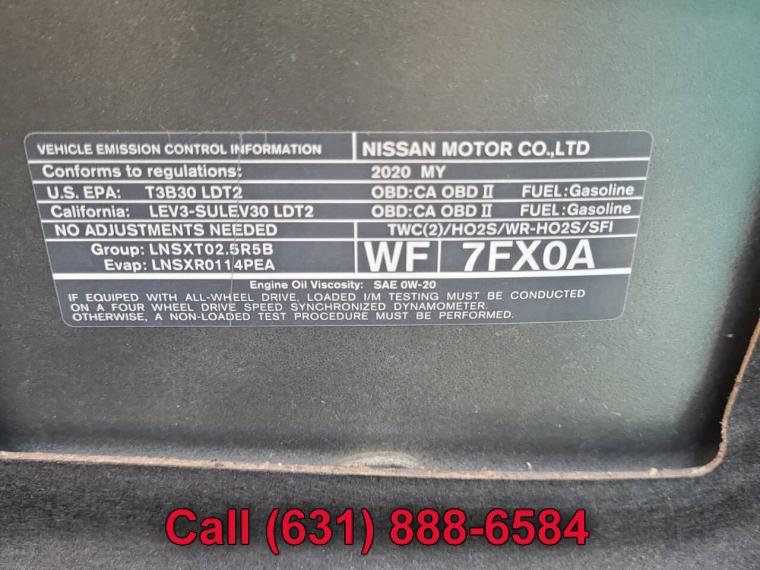 VEHICLE EMISSION CONTROL INFORMATION NISSAN MOTOR CO.,LTD
Conforms to regulations: 2020 MY
U.S. EPA: T3B30 LDT2 OBD:CA OBD II FUEL:Gasoline
California: LEV3-SULEV30 LDT2 OBD:CA OBD II FUEL:Gasoline
NO ADJUSTMENTS NEEDED TWC(2)/HO2S/WR-HO2S/SFI
Group: LNSXT02.5R5B WF 7FX0A
Evap: LNSXR0114PEA
Engine Oil Viscosity: SAE 0W-20
IF EQUIPED WITH ALL-WHEEL DRIVE, LOADED I/M TESTING MUST BE CONDUCTED
ON A FOUR WHEEL DRIVE SPEED SYNCHRONIZED DYNAMOMETER.
OTHERWISE, A NON-LOADED TEST PROCEDURE MUST BE PERFORMED.
Call (631) 888-6584